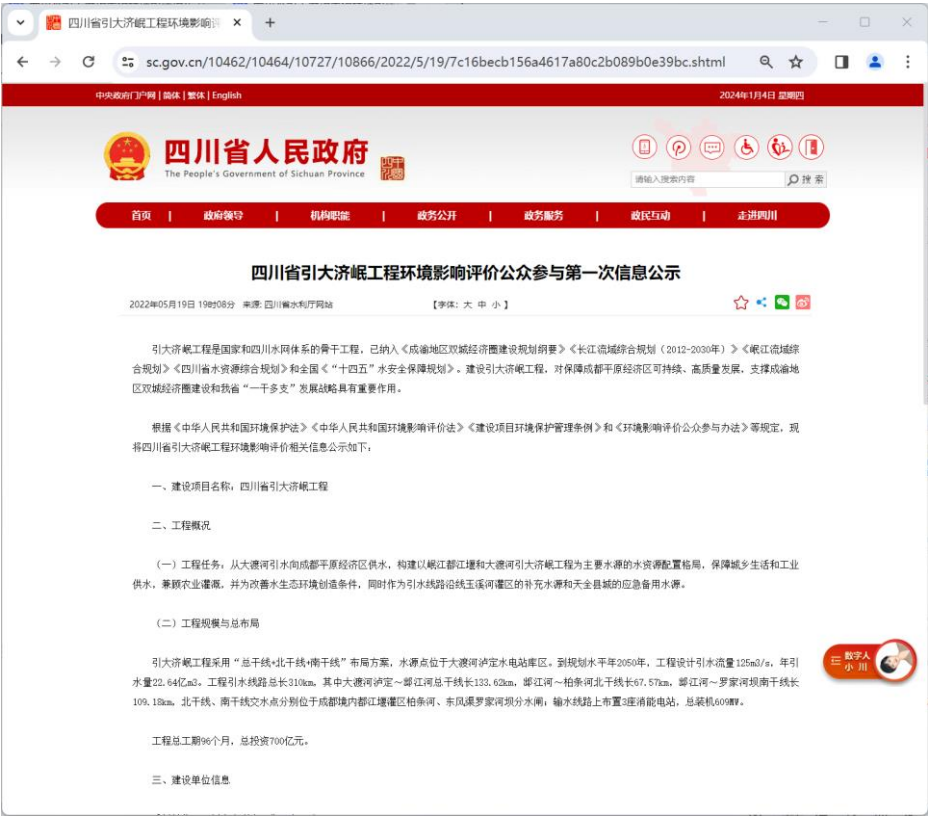 四川省引大济岷工程环境影响评
sc.gov.cn/10462/10464/10727/10866/2022/5/19/7c16becb156a4617a80c2b089b0e39bc.shtml
中央政府门户网 | 简体 | 繁体 | English
2024年1月4日 星期四
四川省人民政府
The People's Government of Sichuan Province
请输入搜索内容
搜 索
首页 | 政府领导 | 机构职能 | 政务公开 | 政务服务 | 政民互动 | 走进四川
四川省引大济岷工程环境影响评价公众参与第一次信息公示
2022年05月19日 19时08分 来源: 四川省水利厅网站
【字体: 大 中 小 】
引大济岷工程是国家和四川水网体系的骨干工程，已纳入《成渝地区双城经济圈建设规划纲要》《长江流域综合规划（2012-2030年）》《岷江流域综
合规划》《四川省水资源综合规划》和全国《“十四五”水安全保障规划》。建设引大济岷工程，对保障成都平原经济区可持续、高质量发展，支撑成渝地
区双城经济圈建设和我省“一干多支”发展战略具有重要作用。
根据《中华人民共和国环境保护法》《中华人民共和国环境影响评价法》《建设项目环境保护管理条例》和《环境影响评价公众参与办法》等规定，现
将四川省引大济岷工程环境影响评价相关信息公示如下：
一、建设项目名称：四川省引大济岷工程
二、工程概况
（一）工程任务：从大渡河引水向成都平原经济区供水，构建以岷江都江堰和大渡河引大济岷工程为主要水源的水资源配置格局，保障城乡生活和工业
供水，兼顾农业灌溉，并为改善水生态环境创造条件，同时作为引水线路沿线玉溪河灌区的补充水源和天全县城的应急备用水源。
（二）工程规模与总布局
引大济岷工程采用“总干线+北干线+南干线”布局方案，水源点位于大渡河泸定水电站库区。到规划水平年2050年，工程设计引水流量125m3/s，年引
水量22.64亿m3。工程引水线路总长310km，其中大渡河泸定～䢺江河总干线长133.62km，䢺江河～柏条河北干线长67.57km，䢺江河～罗家河坝南干线长
109.18km。北干线、南干线交水点分别位于成都境内都江堰灌区柏条河、东风渠罗家河坝分水闸；输水线路上布置3座消能电站，总装机609MW。
工程总工期96个月，总投资700亿元。
三、建设单位信息
数字人
小 川